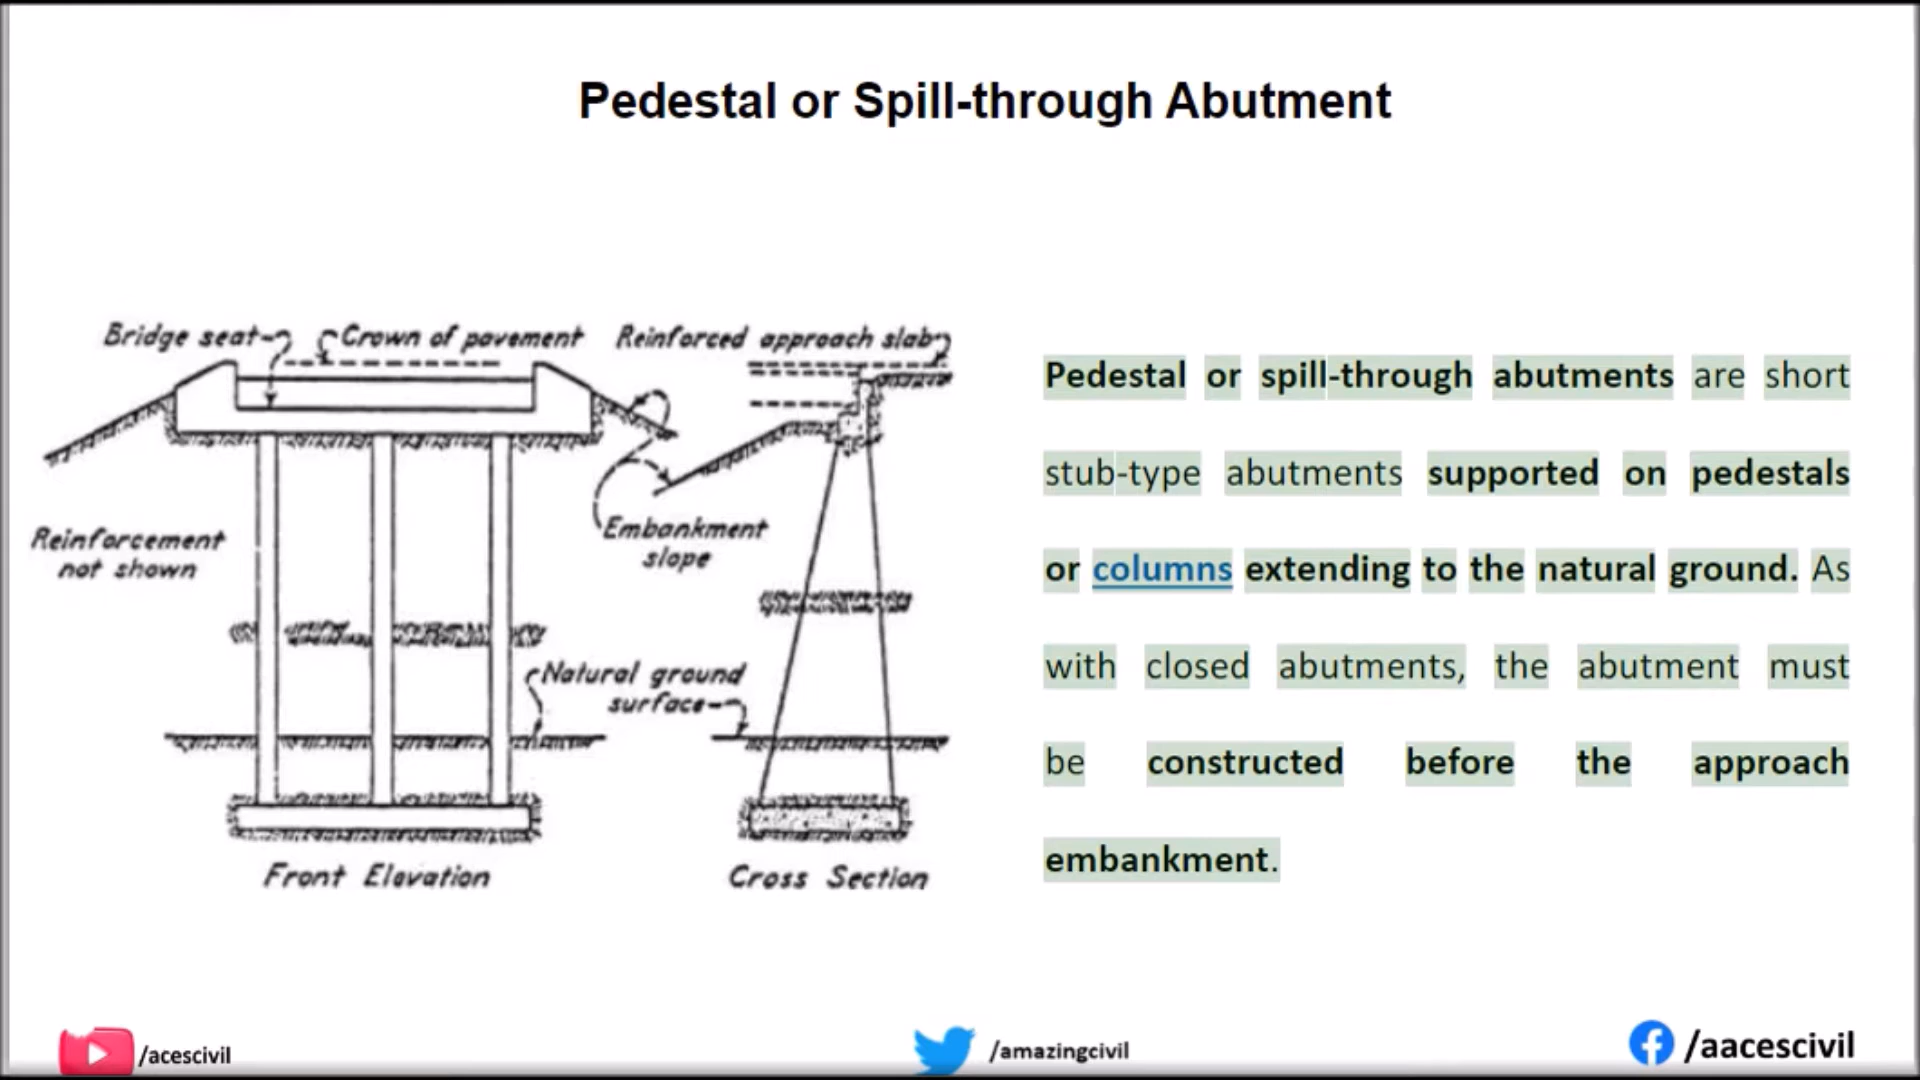 Pedestal or Spill-through Abutment
Bridge seat
Crown of pavement
Reinforced approach slab
Reinforcement
not shown
Embankment
slope
Natural ground
surface
Front Elevation
Cross Section
Pedestal or spill-through abutments are short
stub-type abutments supported on pedestals
or columns extending to the natural ground. As
with closed abutments, the abutment must
be constructed before the approach
embankment.
/acescivil
/amazingcivil
/aacescivil